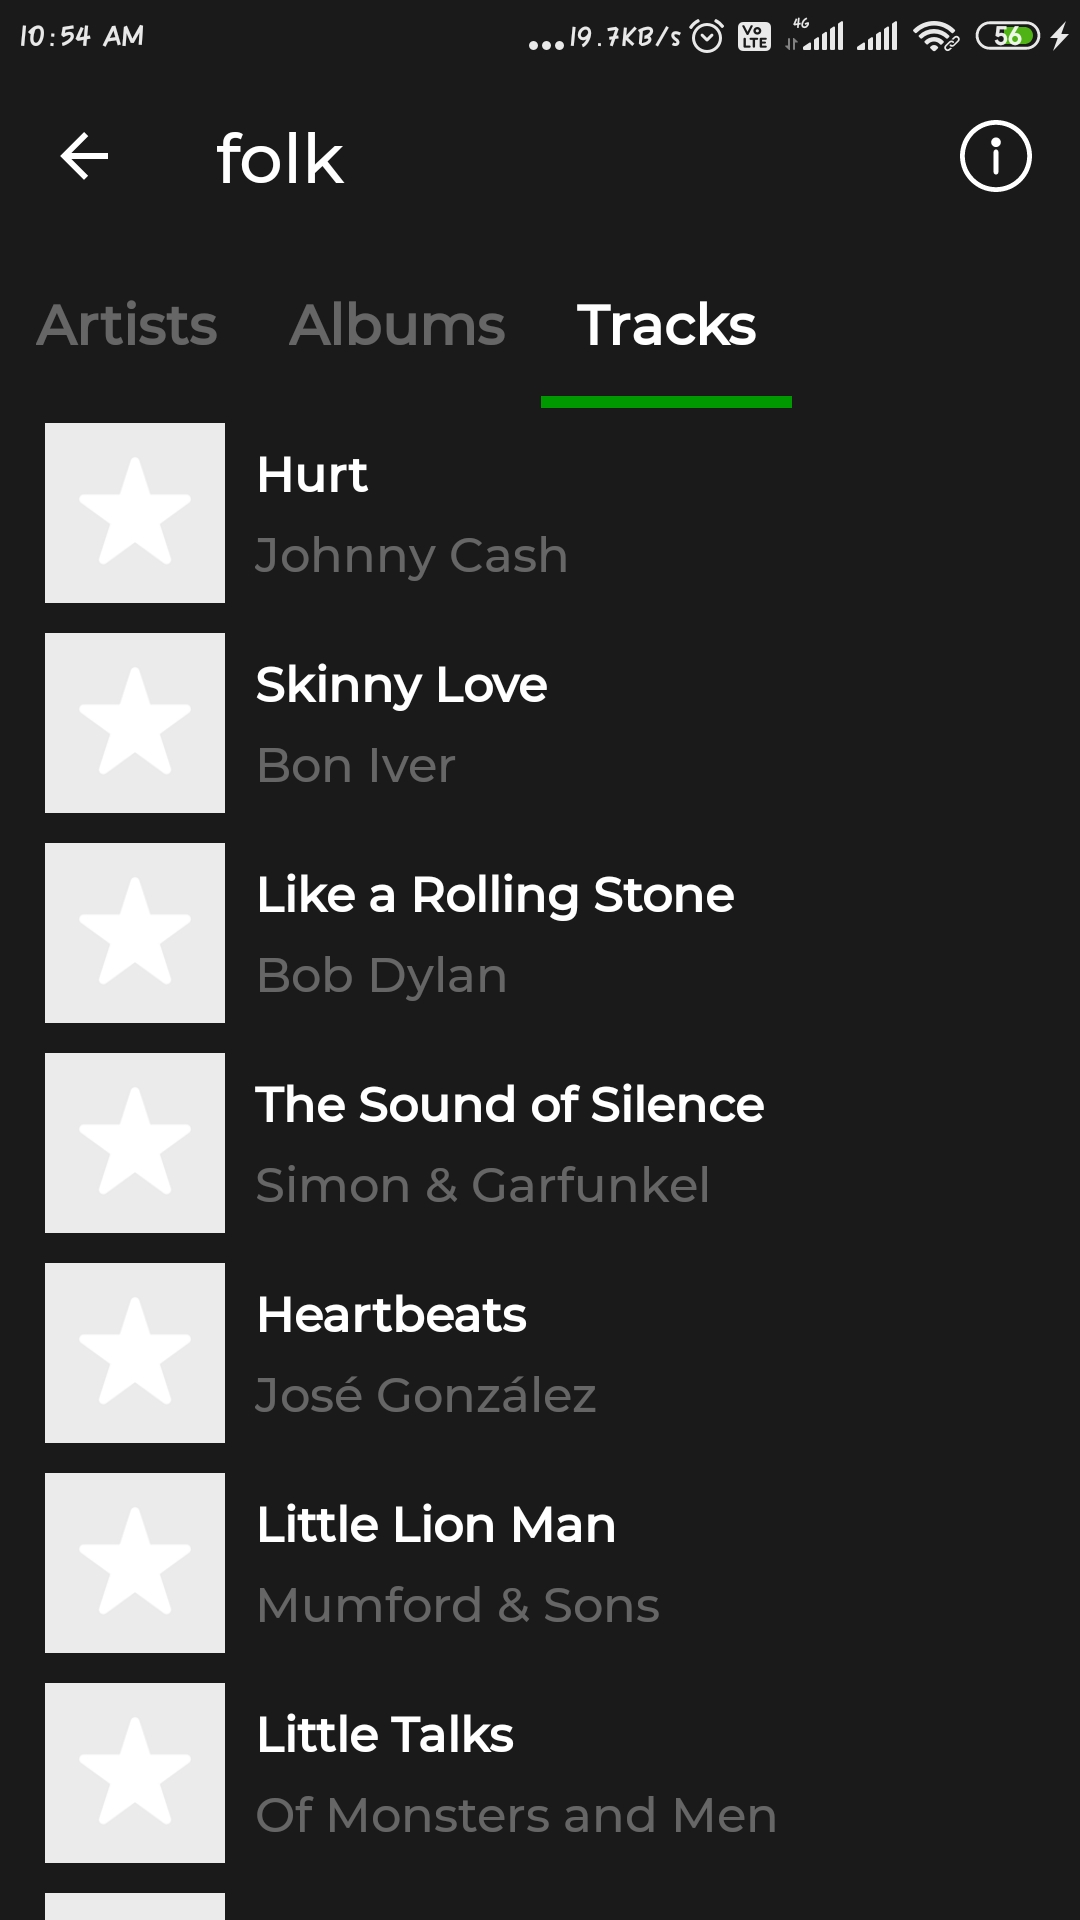 10:54 AM ...19.7KB/s Vo LTE 4G 56
folk
Artists Albums Tracks
Hurt
Johnny Cash
Skinny Love
Bon Iver
Like a Rolling Stone
Bob Dylan
The Sound of Silence
Simon & Garfunkel
Heartbeats
José González
Little Lion Man
Mumford & Sons
Little Talks
Of Monsters and Men